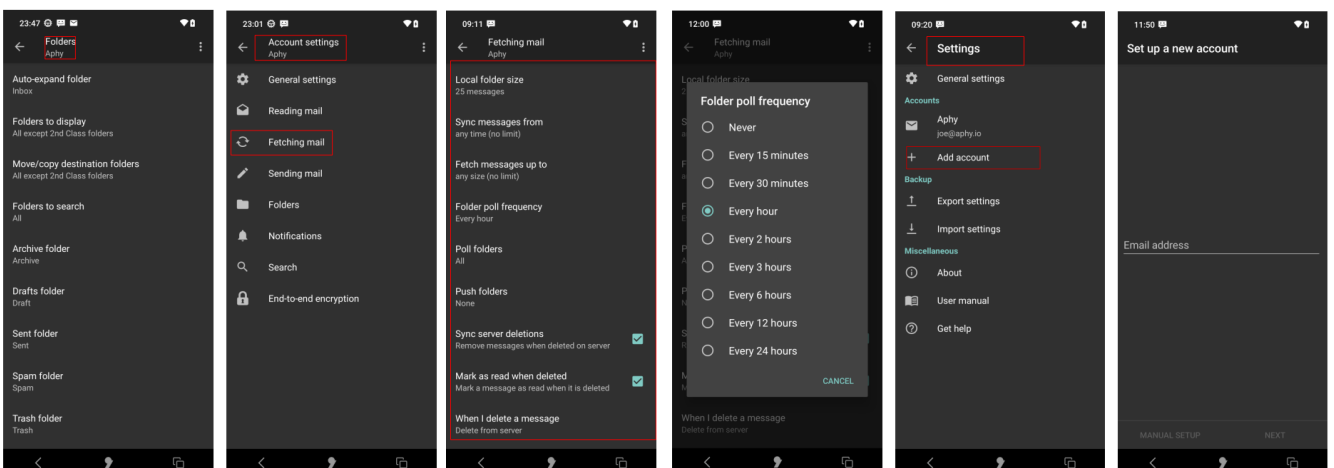 23:47
Folders
Aphy
Auto-expand folder
Inbox
Folders to display
All except 2nd Class folders
Move/copy destination folders
All except 2nd Class folders
Folders to search
All
Archive folder
Archive
Drafts folder
Draft
Sent folder
Sent
Spam folder
Spam
Trash folder
Trash
23:01
Account settings
Aphy
General settings
Reading mail
Fetching mail
Sending mail
Folders
Notifications
Search
End-to-end encryption
09:11
Fetching mail
Aphy
Local folder size
25 messages
Sync messages from
any time (no limit)
Fetch messages up to
any size (no limit)
Folder poll frequency
Every hour
Poll folders
All
Push folders
None
Sync server deletions
Remove messages when deleted on server
Mark as read when deleted
Mark a message as read when it is deleted
When I delete a message
Delete from server
12:00
Fetching mail
Aphy
Local folder size
Folder poll frequency
Never
Every 15 minutes
Every 30 minutes
Every hour
Every 2 hours
Every 3 hours
Every 6 hours
Every 12 hours
Every 24 hours
CANCEL
When I delete a message
Delete from server
09:20
Settings
General settings
Accounts
Aphy
joe@aphy.io
Add account
Backup
Export settings
Import settings
Miscellaneous
About
User manual
Get help
11:50
Set up a new account
Email address
MANUAL SETUP
NEXT